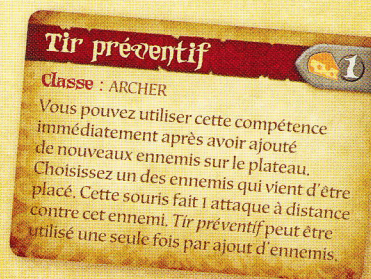 Tir préventif
1
Classe : ARCHER
Vous pouvez utiliser cette compétence
immédiatement après avoir ajouté
de nouveaux ennemis sur le plateau.
Choisissez un des ennemis qui vient d'être
placé. Cette souris fait 1 attaque à distance
contre cet ennemi. Tir préventif peut être
utilisé une seule fois par ajout d'ennemis.